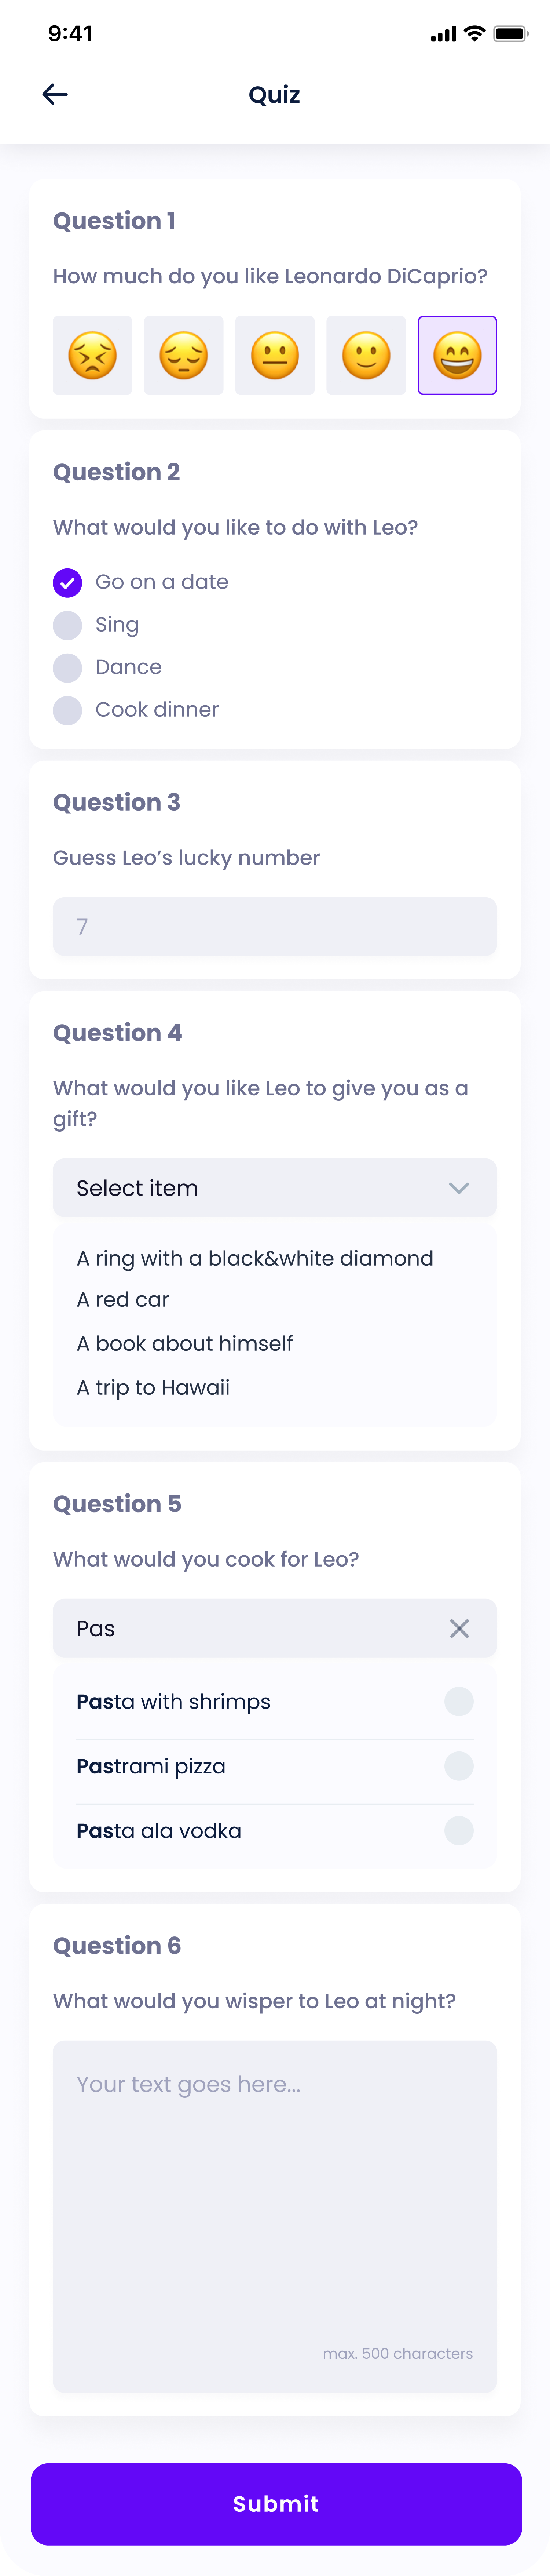 9:41
Quiz
Question 1
How much do you like Leonardo DiCaprio?
Question 2
What would you like to do with Leo?
Go on a date
Sing
Dance
Cook dinner
Question 3
Guess Leo’s lucky number
7
Question 4
What would you like Leo to give you as a
gift?
Select item
A ring with a black&white diamond
A red car
A book about himself
A trip to Hawaii
Question 5
What would you cook for Leo?
Pas
Pasta with shrimps
Pastrami pizza
Pasta ala vodka
Question 6
What would you wisper to Leo at night?
Your text goes here...
max. 500 characters
Submit